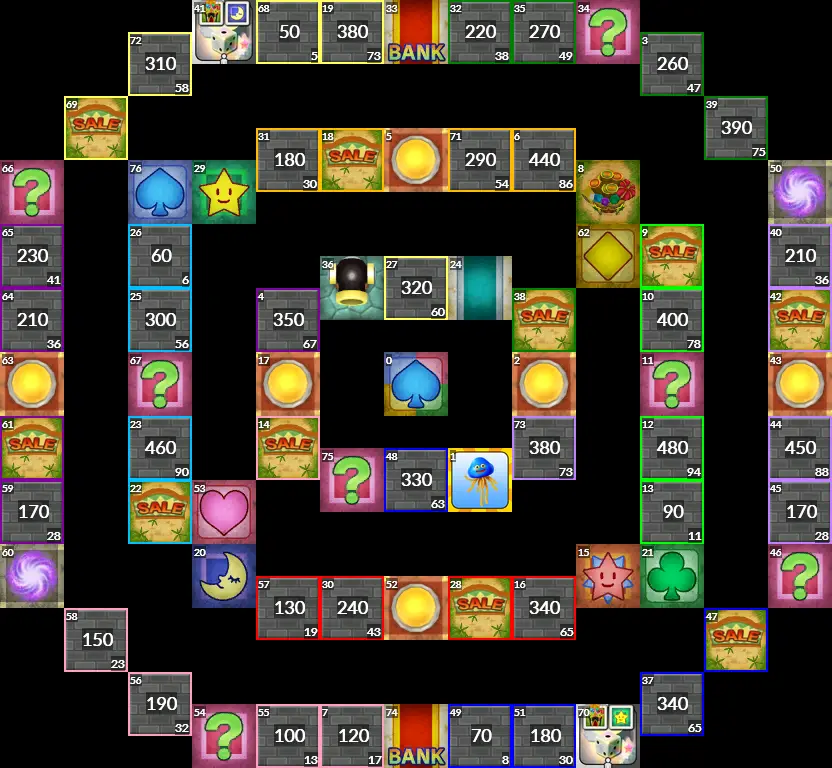 41 68 50 5 19 380 73 33 BANK 32 220 38 35 270 49 34 ?
72 310 58 3 260 47
69 SALE 39 390 75
31 180 30 18 SALE 5 71 290 54 6 440 86
66 ? 76 29 8 50
65 230 41 26 60 6 62 9 SALE 40 210 36
36 27 320 60 24
64 210 36 25 300 56 4 350 67 38 SALE 10 400 78 42 SALE
63 67 ? 17 0 2 11 ? 43
61 SALE 23 460 90 14 SALE 73 380 73 12 480 94 44 450 88
75 ? 48 330 63 1
59 170 28 22 SALE 53 13 90 11 45 170 28
60 20 15 21 46 ?
57 130 19 30 240 43 52 28 SALE 16 340 65
58 150 23 47 SALE
56 190 32 37 340 65
54 ? 55 100 13 7 120 17 74 BANK 49 70 8 51 180 30 70